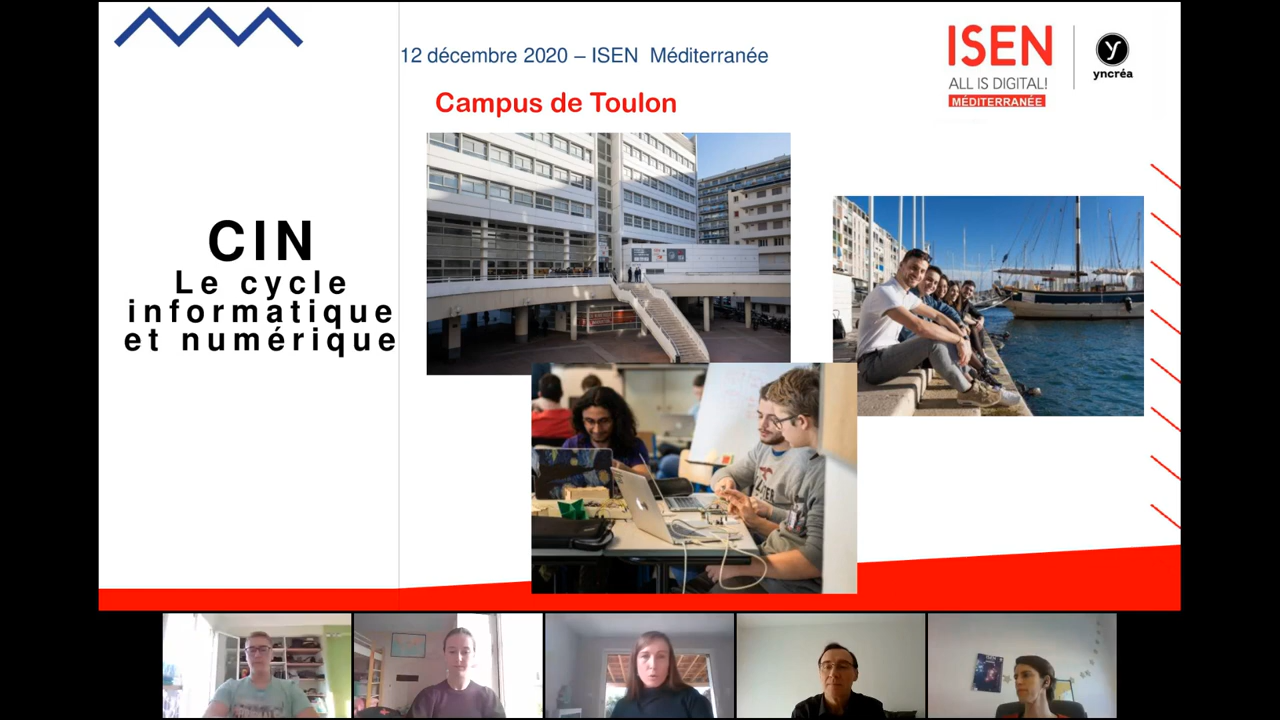 12 décembre 2020 – ISEN Méditerranée
Campus de Toulon
ISEN
ALL IS DIGITAL!
MÉDITERRANÉE
yncréa
CIN
Le cycle
informatique
et numérique